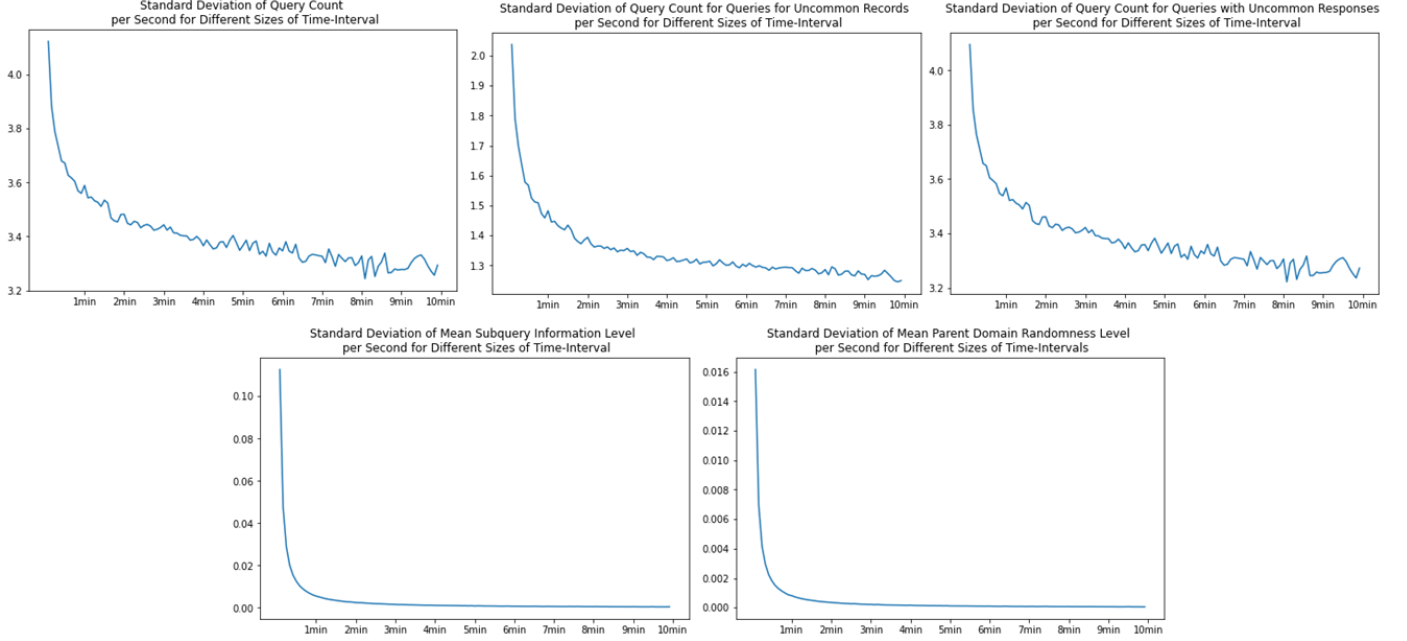 Standard Deviation of Query Count
per Second for Different Sizes of Time-Interval
4.0
3.8
3.6
3.4
3.2
1min 2min 3min 4min 5min 6min 7min 8min 9min 10min
Standard Deviation of Query Count for Queries for Uncommon Records
per Second for Different Sizes of Time-Interval
2.0
1.9
1.8
1.7
1.6
1.5
1.4
1.3
1min 2min 3min 4min 5min 6min 7min 8min 9min 10min
Standard Deviation of Query Count for Queries with Uncommon Responses
per Second for Different Sizes of Time-Interval
4.0
3.8
3.6
3.4
3.2
1min 2min 3min 4min 5min 6min 7min 8min 9min 10min
Standard Deviation of Mean Subquery Information Level
per Second for Different Sizes of Time-Interval
0.10
0.08
0.06
0.04
0.02
0.00
1min 2min 3min 4min 5min 6min 7min 8min 9min 10min
Standard Deviation of Mean Parent Domain Randomness Level
per Second for Different Sizes of Time-Intervals
0.016
0.014
0.012
0.010
0.008
0.006
0.004
0.002
0.000
1min 2min 3min 4min 5min 6min 7min 8min 9min 10min